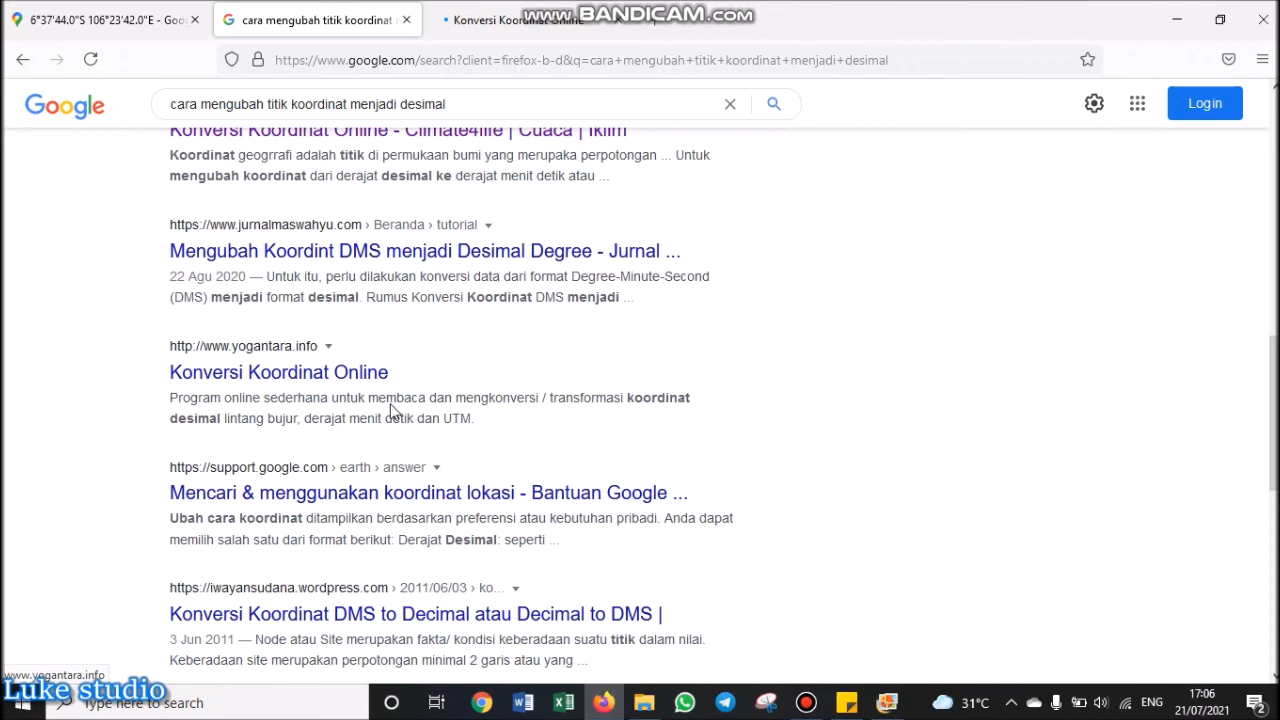 www.BANDICAM.com
6°37'44.0"S 106°23'42.0"E - Goo
cara mengubah titik koordinat
Konversi Koordinat Online
https://www.google.com/search?client=firefox-b-d&q=cara+mengubah+titik+koordinat+menjadi+desimal
Google
cara mengubah titik koordinat menjadi desimal
Login
Konversi Koordinat Online - Climate4life | Cuaca | Iklim
Koordinat geogrrafi adalah titik di permukaan bumi yang merupaka perpotongan ... Untuk
mengubah koordinat dari derajat desimal ke derajat menit detik atau ...
https://www.jurnalmaswahyu.com › Beranda › tutorial
Mengubah Koordint DMS menjadi Desimal Degree - Jurnal ...
22 Agu 2020 — Untuk itu, perlu dilakukan konversi data dari format Degree-Minute-Second
(DMS) menjadi format desimal. Rumus Konversi Koordinat DMS menjadi ...
http://www.yogantara.info
Konversi Koordinat Online
Program online sederhana untuk membaca dan mengkonversi / transformasi koordinat
desimal lintang bujur, derajat menit detik dan UTM.
https://support.google.com › earth › answer
Mencari & menggunakan koordinat lokasi - Bantuan Google ...
Ubah cara koordinat ditampilkan berdasarkan preferensi atau kebutuhan pribadi. Anda dapat
memilih salah satu dari format berikut: Derajat Desimal: seperti ...
https://iwayansudana.wordpress.com › 2011/06/03 › ko...
Konversi Koordinat DMS to Decimal atau Decimal to DMS |
3 Jun 2011 — Node atau Site merupakan fakta/ kondisi keberadaan suatu titik dalam nilai.
Keberadaan site merupakan perpotongan minimal 2 garis atau yang ...
www.yogantara.info
Luke studio
Type here to search
31°C
ENG
17:06
21/07/2021
2